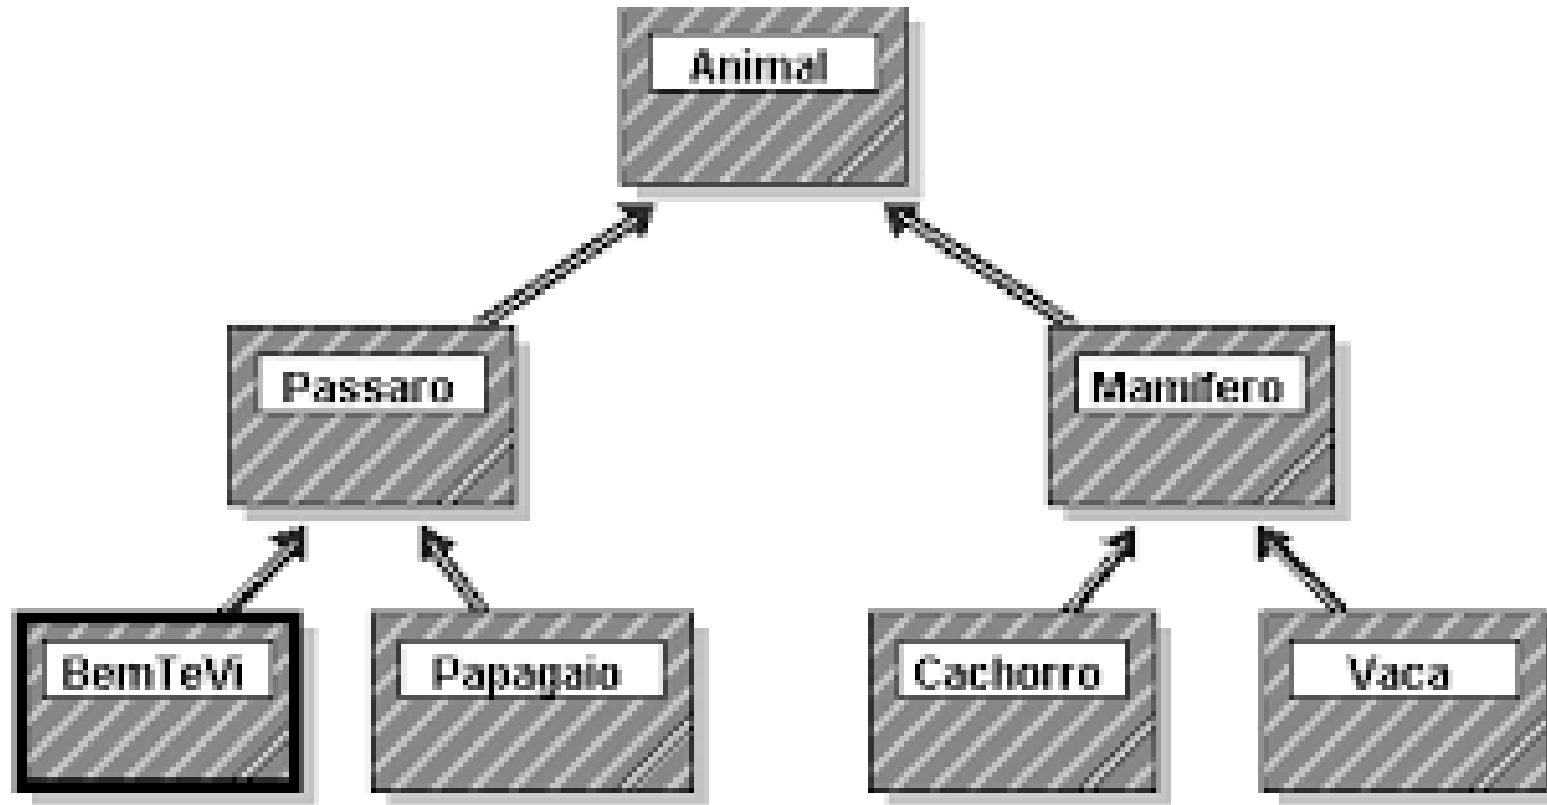 Animal
Passaro
Mamifero
BemTeVi
Papagaio
Cachorro
Vaca